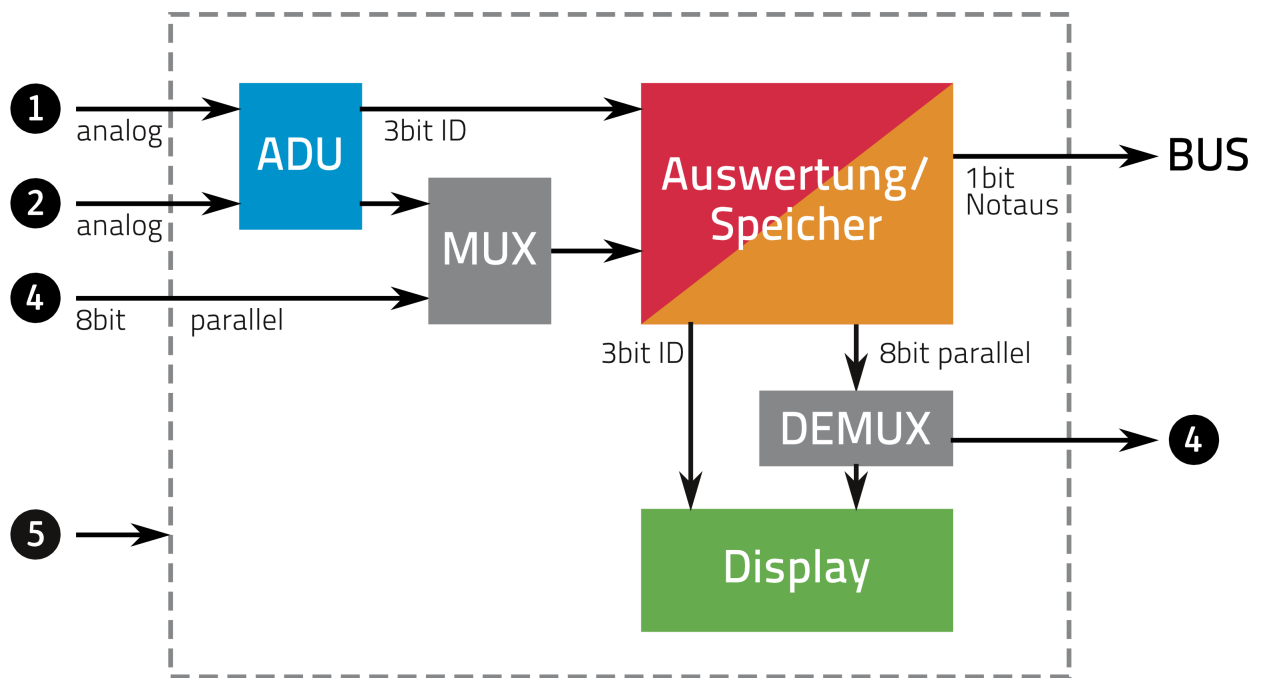 1
analog
ADU
3bit ID
2
analog
4
8bit
parallel
MUX
Auswertung/
Speicher
1bit
Notaus
BUS
3bit ID
8bit parallel
DEMUX
4
5
Display